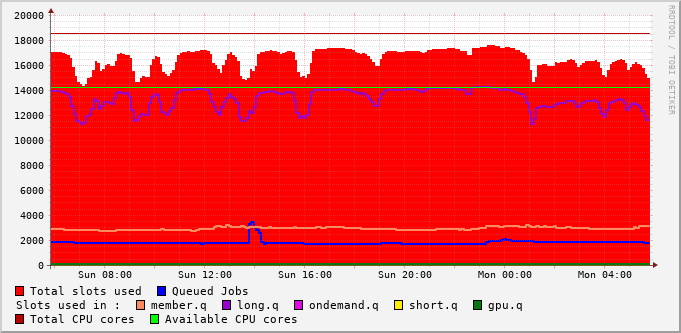 20000
18000
16000
14000
12000
10000
8000
6000
4000
2000
0
Sun 08:00 Sun 12:00 Sun 16:00 Sun 20:00 Mon 00:00 Mon 04:00
RRDTOOL / TOBI OETIKER
Total slots used Queued Jobs
Slots used in : member.q long.q ondemand.q short.q gpu.q
Total CPU cores Available CPU cores